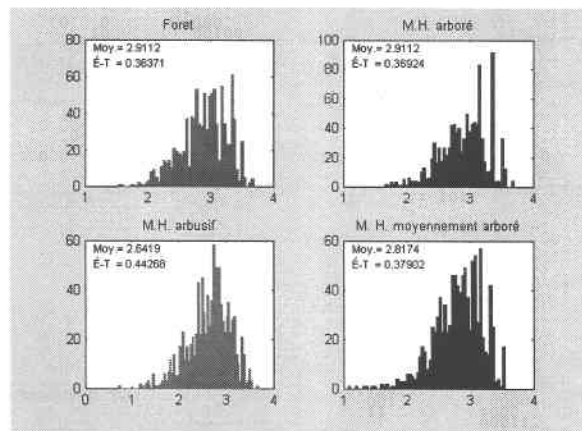 Foret
M.H. arboré
80
60
40
20
0
Moy.= 2.9112
É-T = 0.36371
1 2 3 4
100
80
60
40
20
0
Moy.= 2.9112
É-T = 0.36924
1 2 3 4
M.H. arbusif
M. H. moyennement arboré
60
40
20
0
Moy.= 2.6419
É-T = 0.44268
0 1 2 3 4
60
40
20
0
Moy.= 2.8174
É-T = 0.37902
1 2 3 4